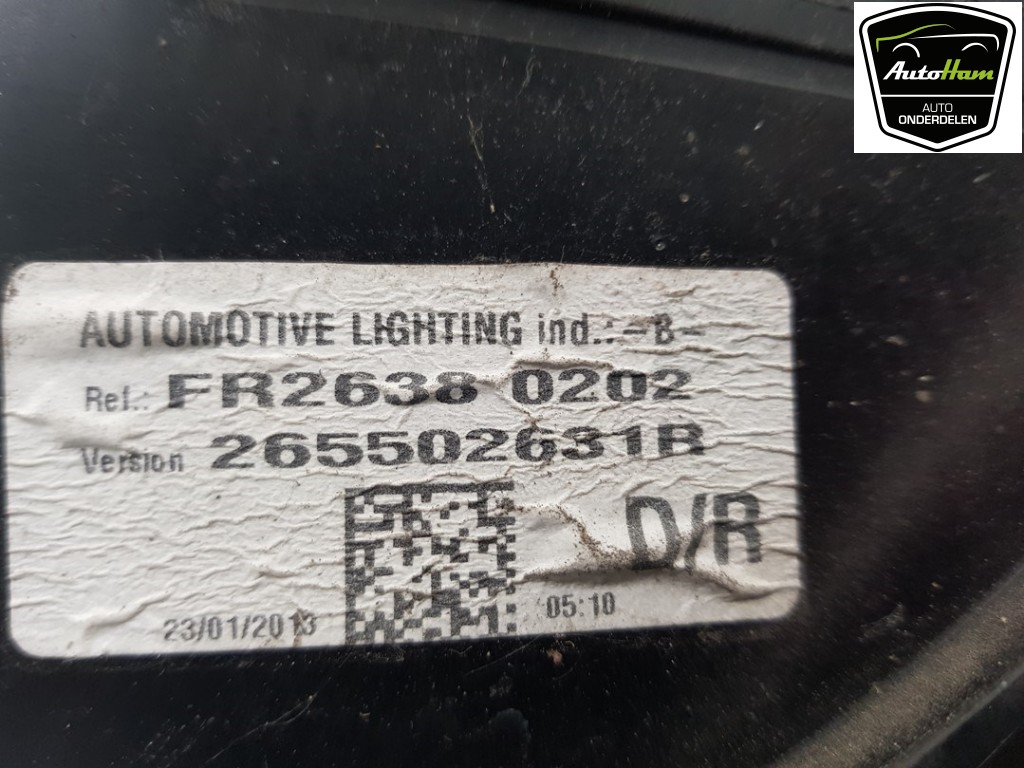 AutoHam
AUTO
ONDERDELEN
AUTOMOTIVE LIGHTING ind.: -B-
Ref.: FR2638 0202
Version 265502631R
D/R
23/01/2013
05:10